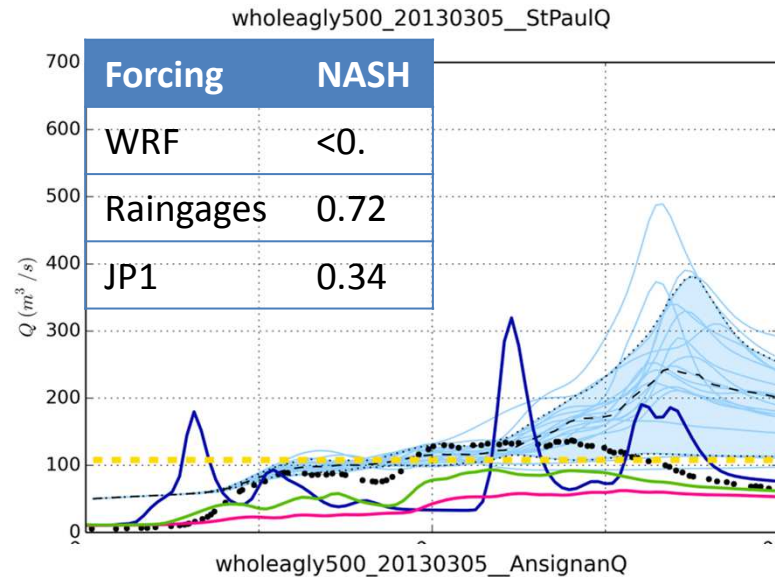 wholeagly500_20130305__StPaulQ
700
600
500
400
300
200
100
0
Q (m³/s)
Forcing NASH
WRF <0.
Raingages 0.72
JP1 0.34
wholeagly500_20130305__AnsignanQ